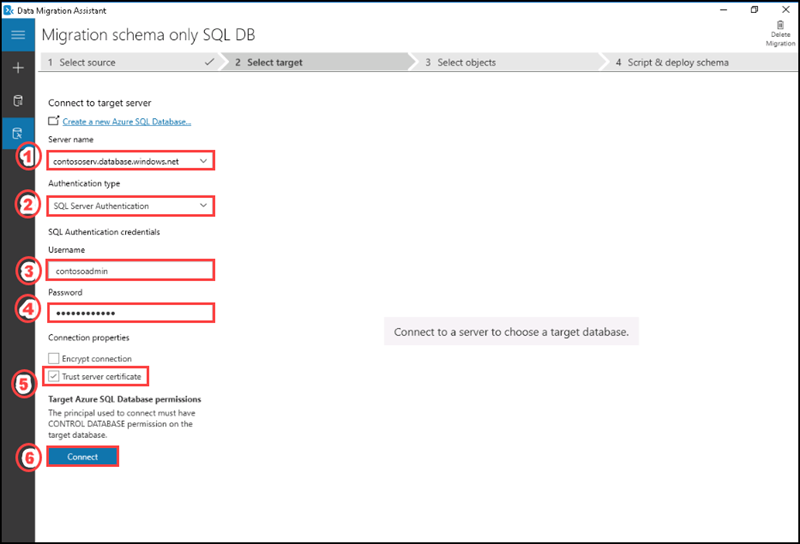 Data Migration Assistant
Migration schema only SQL DB
Delete
Migration
1 Select source
2 Select target
3 Select objects
4 Script & deploy schema
Connect to target server
Create a new Azure SQL Database...
Server name
1
contososerv.database.windows.net
Authentication type
2
SQL Server Authentication
SQL Authentication credentials
Username
3
contosoadmin
Password
4
••••••••••••
Connect to a server to choose a target database.
Connection properties
Encrypt connection
5
Trust server certificate
Target Azure SQL Database permissions
The principal used to connect must have
CONTROL DATABASE permission on the
target database.
6
Connect